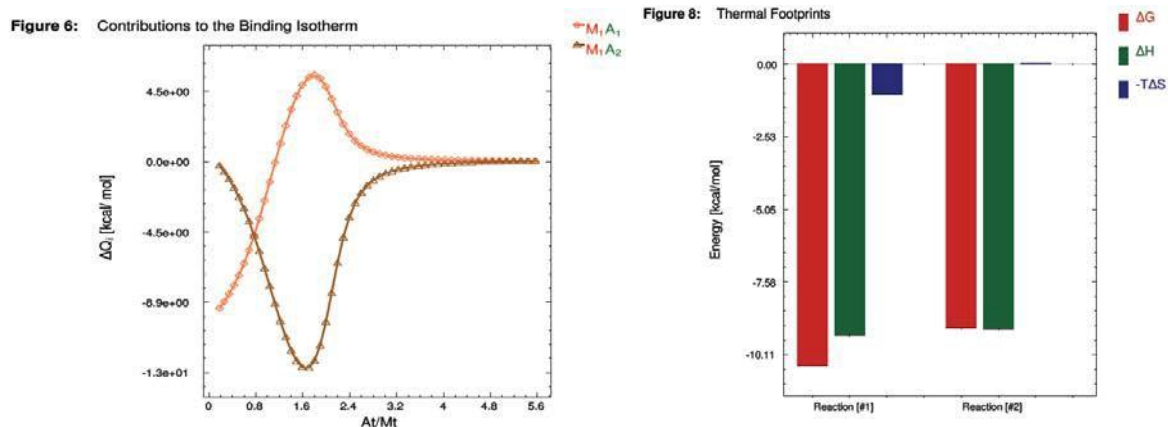 Figure 6: Contributions to the Binding Isotherm
M₁A₁
M₁A₂
4.5e+00
0.0e+00
-4.5e+00
-8.9e+00
-1.3e+01
ΔQᵢ [kcal/ mol]
0 0.8 1.6 2.4 3.2 4 4.8 5.6
At/Mt
Figure 8: Thermal Footprints
ΔG
ΔH
-TΔS
0.00
-2.53
-5.05
-7.58
-10.11
Energy [kcal/mol]
Reaction [#1] Reaction [#2]